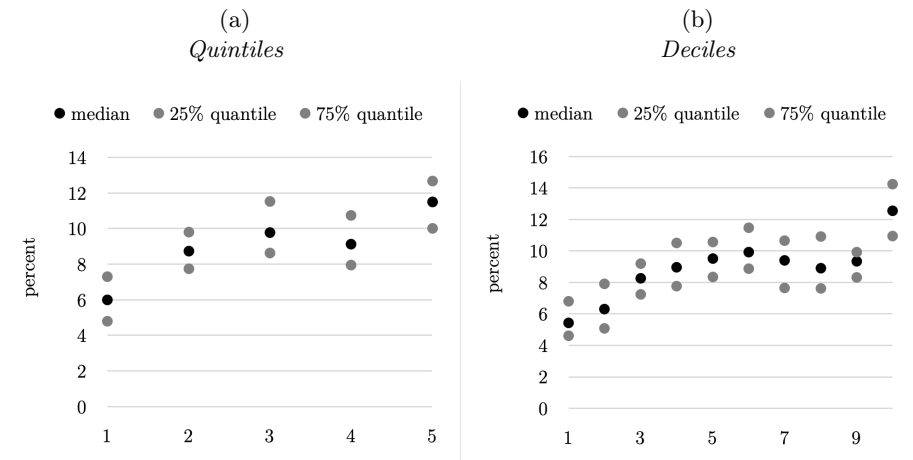 (a)
Quintiles
median 25% quantile 75% quantile
percent
14
12
10
8
6
4
2
0
1 2 3 4 5
(b)
Deciles
median 25% quantile 75% quantile
percent
16
14
12
10
8
6
4
2
0
1 3 5 7 9